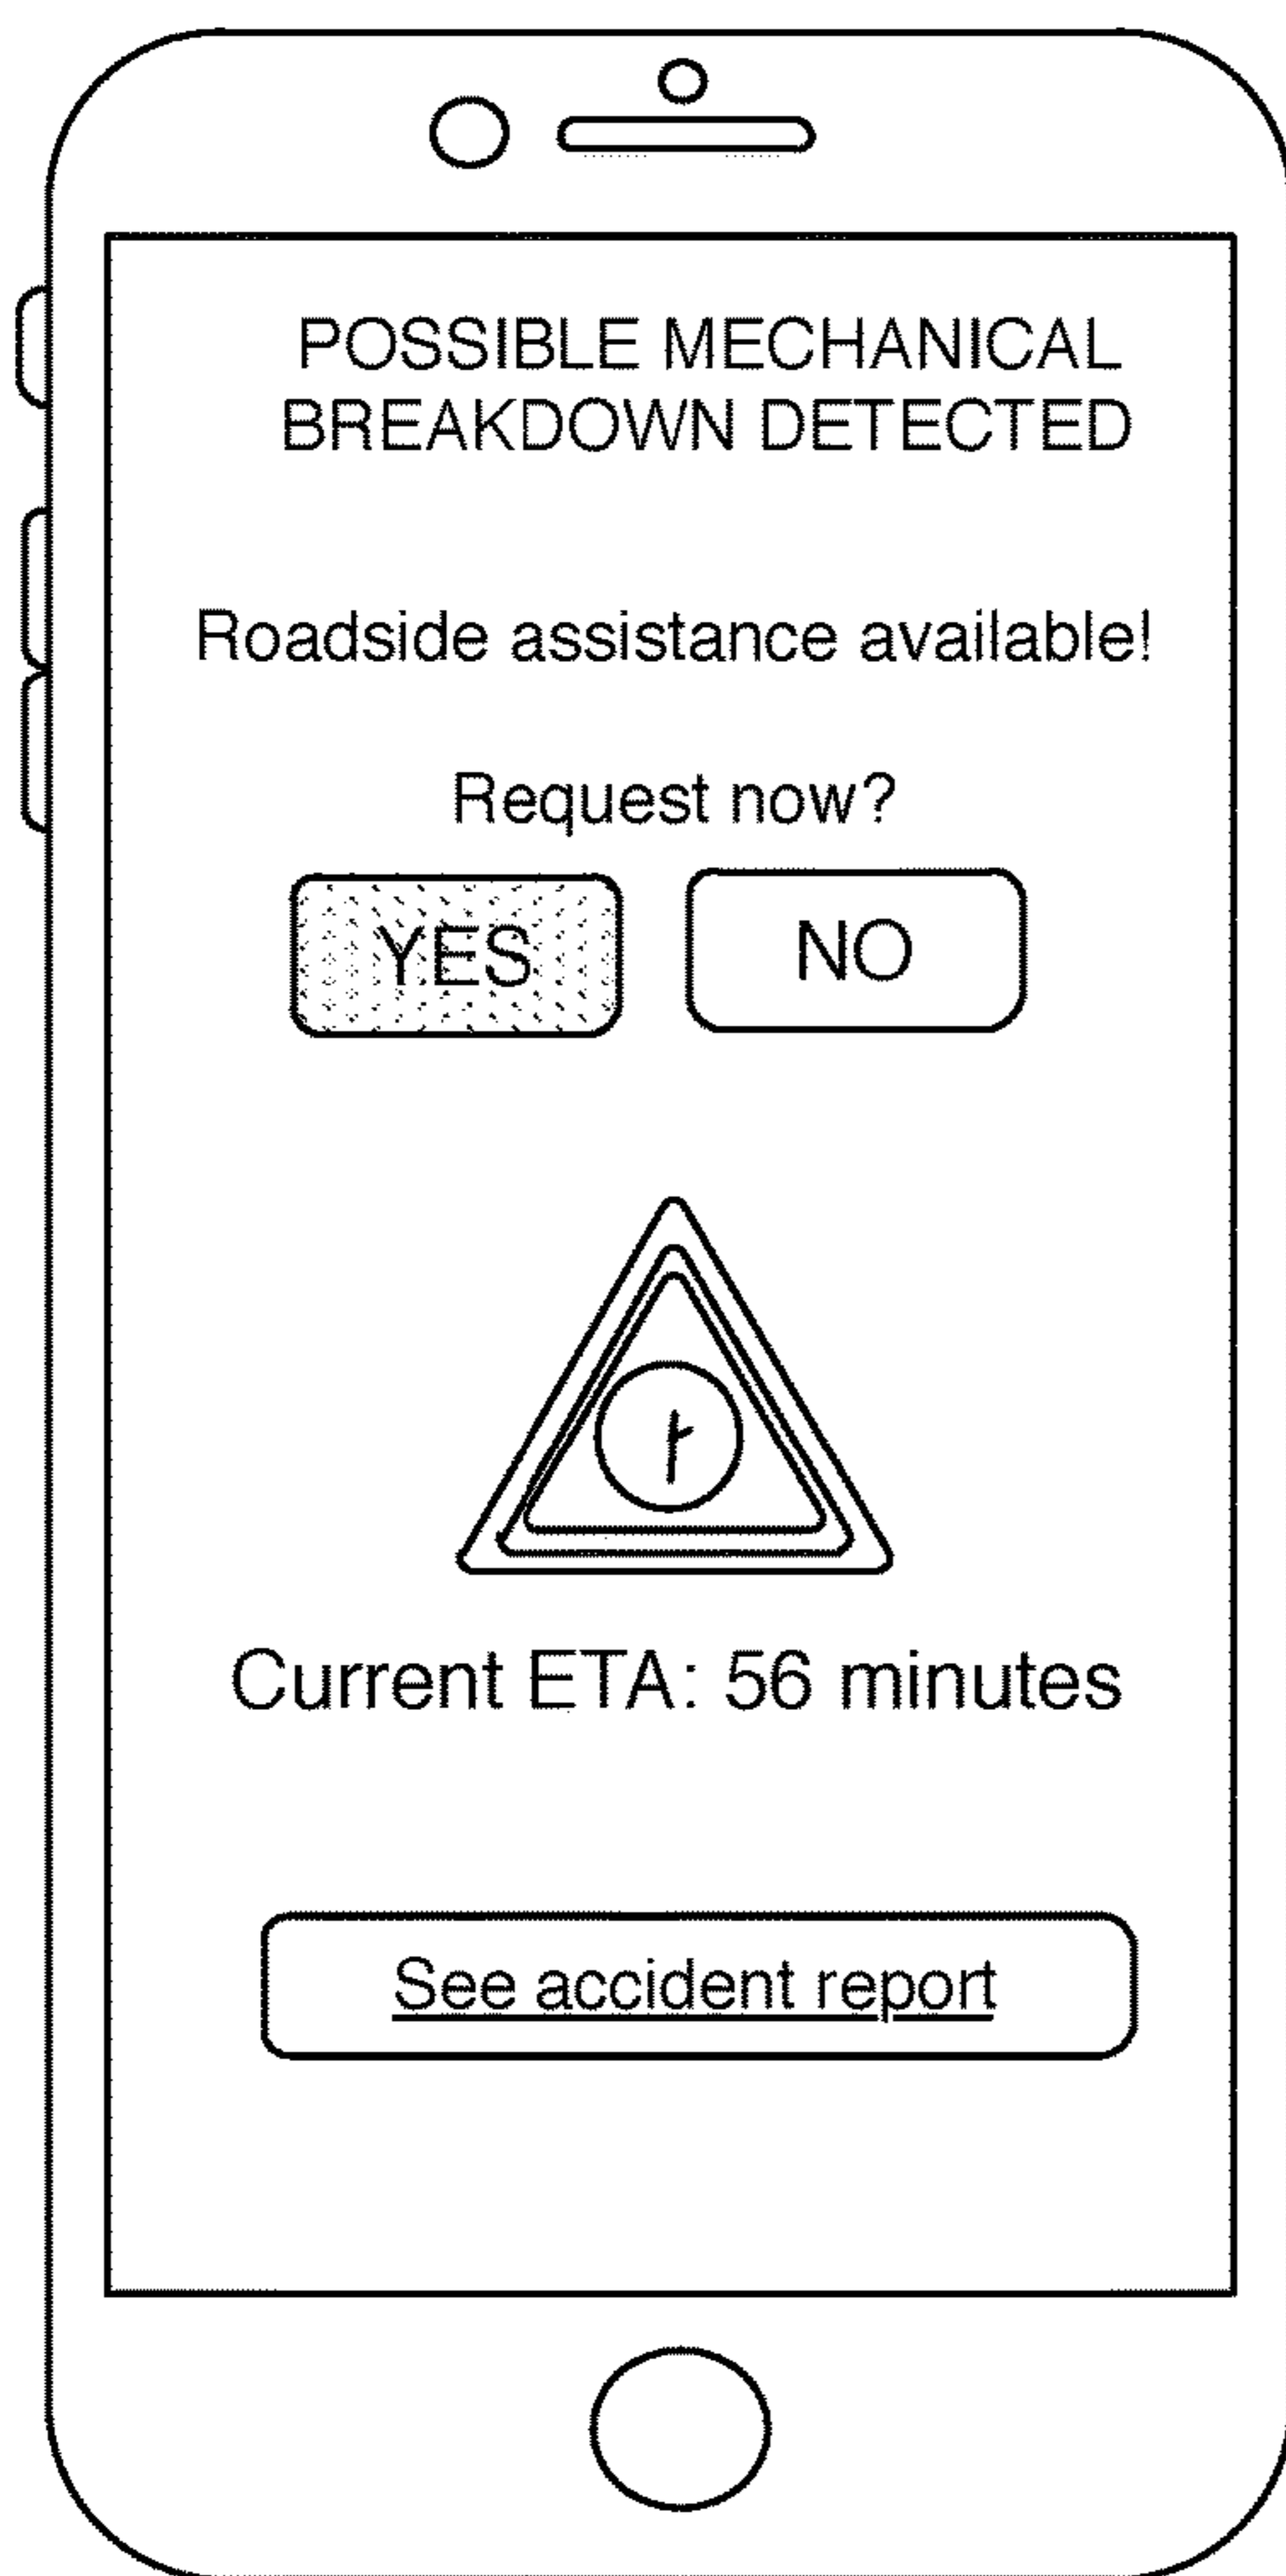 POSSIBLE MECHANICAL
BREAKDOWN DETECTED
Roadside assistance available!
Request now?
YES NO
Current ETA: 56 minutes
See accident report